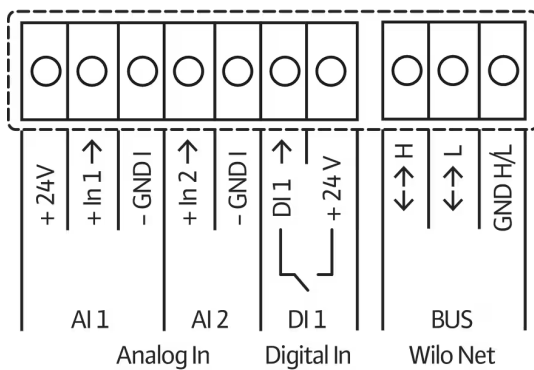 + 24V
+ In 1 →
− GND I
+ In 2 →
− GND I
DI 1 →
+ 24 V
↔ H
↔ L
GND H/L
AI 1 AI 2 DI 1 BUS
Analog In Digital In Wilo Net